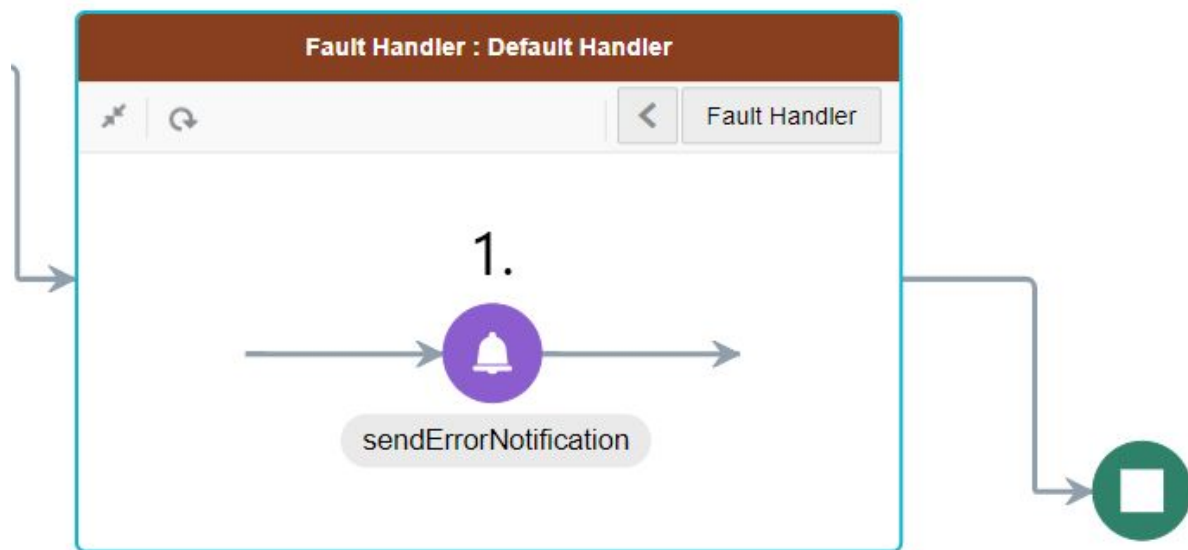 Fault Handler : Default Handler
Fault Handler
1.
sendErrorNotification